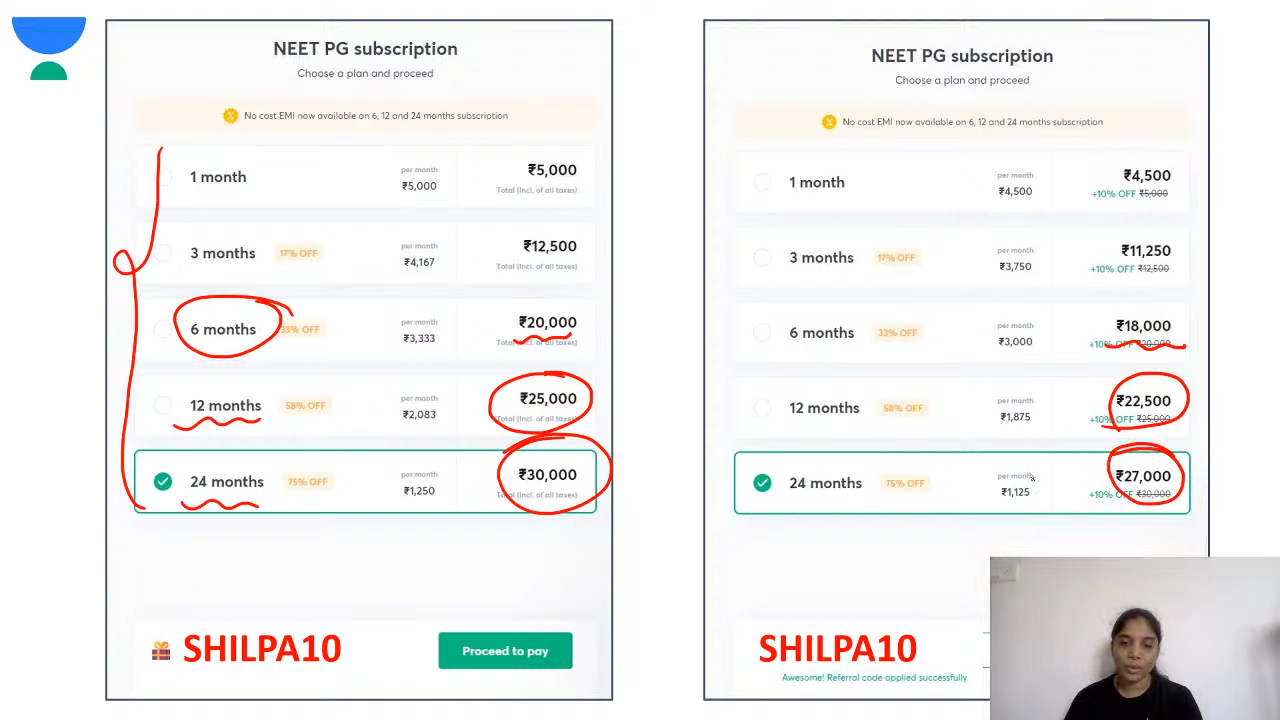 NEET PG subscription
Choose a plan and proceed
No cost EMI now available on 6, 12 and 24 months subscription
1 month
per month
₹5,000
₹5,000
Total (Incl. of all taxes)
3 months
17% OFF
per month
₹4,167
₹12,500
Total (Incl. of all taxes)
6 months
33% OFF
per month
₹3,333
₹20,000
Total (Incl. of all taxes)
12 months
58% OFF
per month
₹2,083
₹25,000
Total (Incl. of all taxes)
24 months
75% OFF
per month
₹1,250
₹30,000
Total (Incl. of all taxes)
SHILPA10
Proceed to pay
NEET PG subscription
Choose a plan and proceed
No cost EMI now available on 6, 12 and 24 months subscription
1 month
per month
₹4,500
₹4,500
+10% OFF ₹5,000
3 months
17% OFF
per month
₹3,750
₹11,250
+10% OFF ₹12,500
6 months
33% OFF
per month
₹3,000
₹18,000
+10% OFF ₹20,000
12 months
58% OFF
per month
₹1,875
₹22,500
+10% OFF ₹25,000
24 months
75% OFF
per month
₹1,125
₹27,000
+10% OFF ₹30,000
SHILPA10
Awesome! Referral code applied successfully